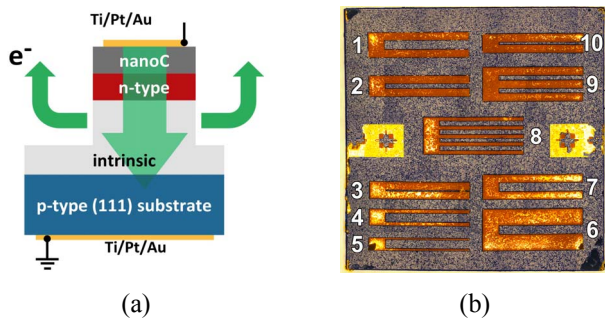 Ti/Pt/Au
nanoC
n-type
e-
intrinsic
p-type (111) substrate
Ti/Pt/Au
(a)
1
10
2
9
8
3
7
4
6
5
(b)